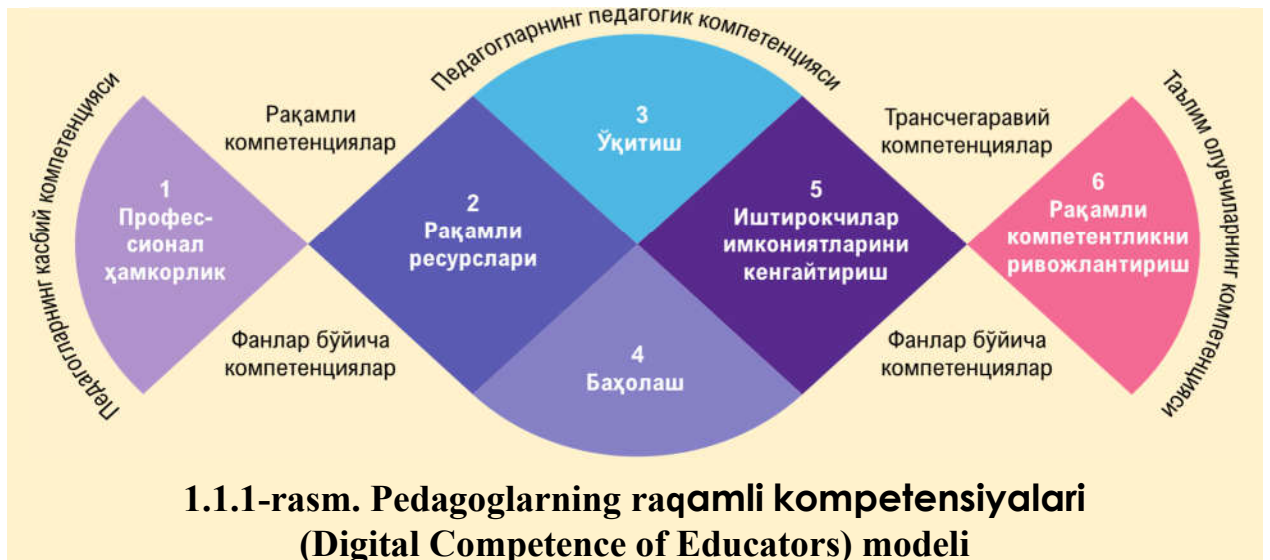 Педагогларнинг касбий компетенцияси
1
Профес-
сионал
ҳамкорлик
Рақамли
компетенциялар
Фанлар бўйича
компетенциялар
Педагогларнинг педагогик компетенцияси
2
Рақамли
ресурслари
3
Ўқитиш
4
Баҳолаш
5
Иштирокчилар
имкониятларини
кенгайтириш
Трансчегаравий
компетенциялар
Фанлар бўйича
компетенциялар
6
Рақамли
компетентликни
ривожлантириш
Таълим олувчиларнинг компетенцияси
1.1.1-rasm. Pedagoglarning raqamli kompetensiyalari
(Digital Competence of Educators) modeli